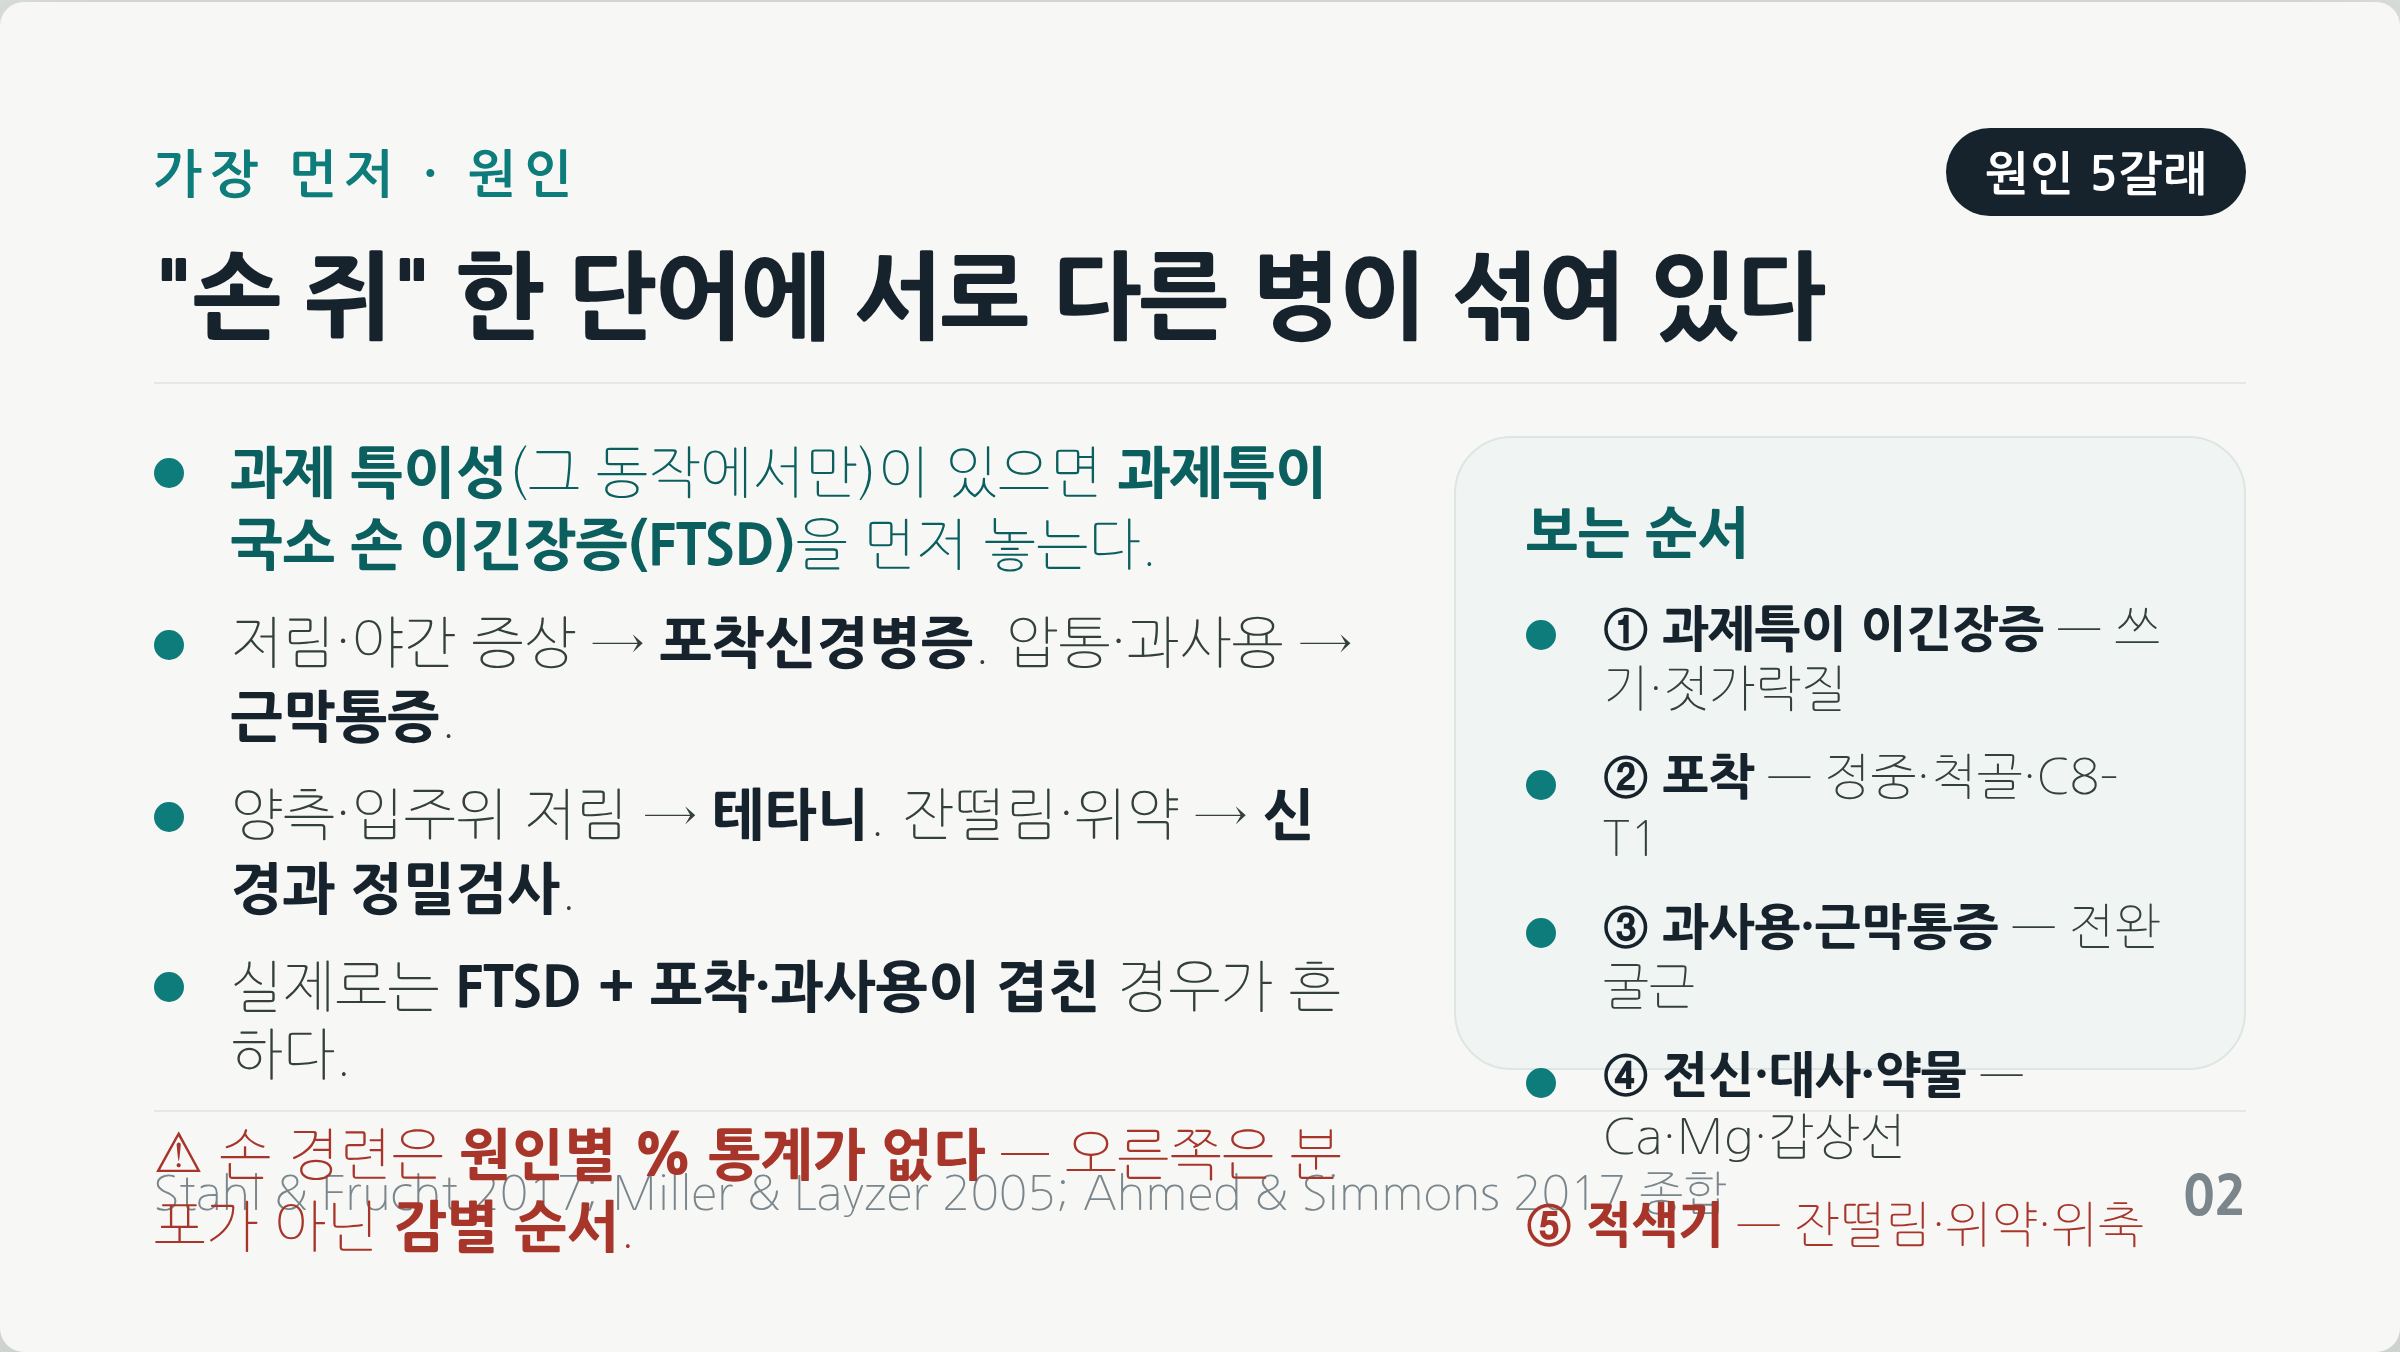 가장 먼저 · 원인
원인 5갈래
"손 쥐" 한 단어에 서로 다른 병이 섞여 있다
과제 특이성(그 동작에서만)이 있으면 과제특이
국소 손 이긴장증(FTSD)을 먼저 놓는다.
저림·야간 증상 → 포착신경병증. 압통·과사용 →
근막통증.
양측·입주위 저림 → 테타니. 잔떨림·위약 → 신
경과 정밀검사.
실제로는 FTSD + 포착·과사용이 겹친 경우가 흔
하다.
⚠ 손 경련은 원인별 % 통계가 없다 — 오른쪽은 분
포가 아닌 감별 순서.
보는 순서
① 과제특이 이긴장증 — 쓰
기·젓가락질
② 포착 — 정중·척골·C8-
T1
③ 과사용·근막통증 — 전완
굴근
④ 전신·대사·약물 —
Ca·Mg·갑상선
⑤ 적색기 — 잔떨림·위약·위축
Stahl & Frucht 2017; Miller & Layzer 2005; Ahmed & Simmons 2017 종합
02